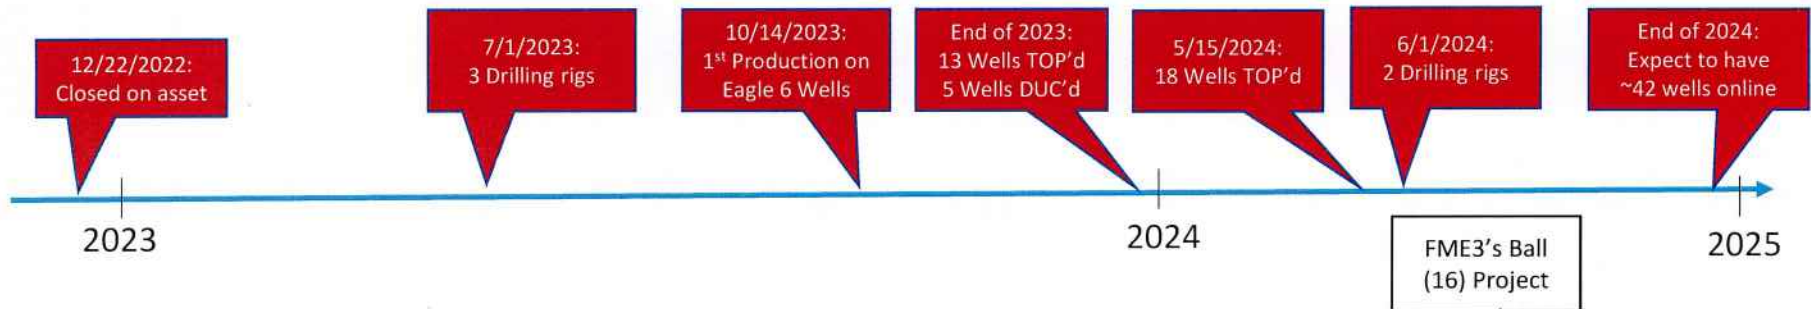 12/22/2022:
Closed on asset
7/1/2023:
3 Drilling rigs
10/14/2023:
1st Production on
Eagle 6 Wells
End of 2023:
13 Wells TOP’d
5 Wells DUC’d
5/15/2024:
18 Wells TOP’d
6/1/2024:
2 Drilling rigs
End of 2024:
Expect to have
~42 wells online
2023
2024
2025
FME3’s Ball
(16) Project